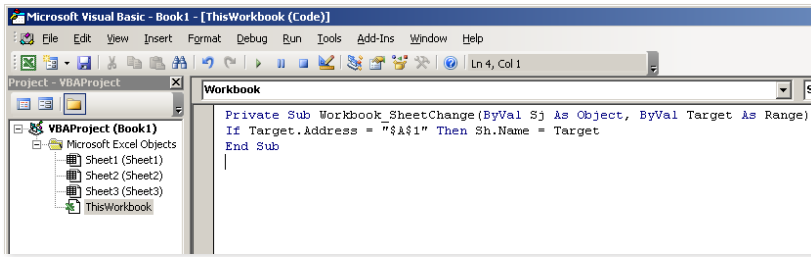 Microsoft Visual Basic - Book1 - [ThisWorkbook (Code)]
File Edit View Insert Format Debug Run Tools Add-Ins Window Help
Ln 4, Col 1
Project - VBAProject
Workbook
VBAProject (Book1)
Microsoft Excel Objects
Sheet1 (Sheet1)
Sheet2 (Sheet2)
Sheet3 (Sheet3)
ThisWorkbook
Private Sub Workbook_SheetChange(ByVal Sj As Object, ByVal Target As Range)
If Target.Address = "$A$1" Then Sh.Name = Target
End Sub